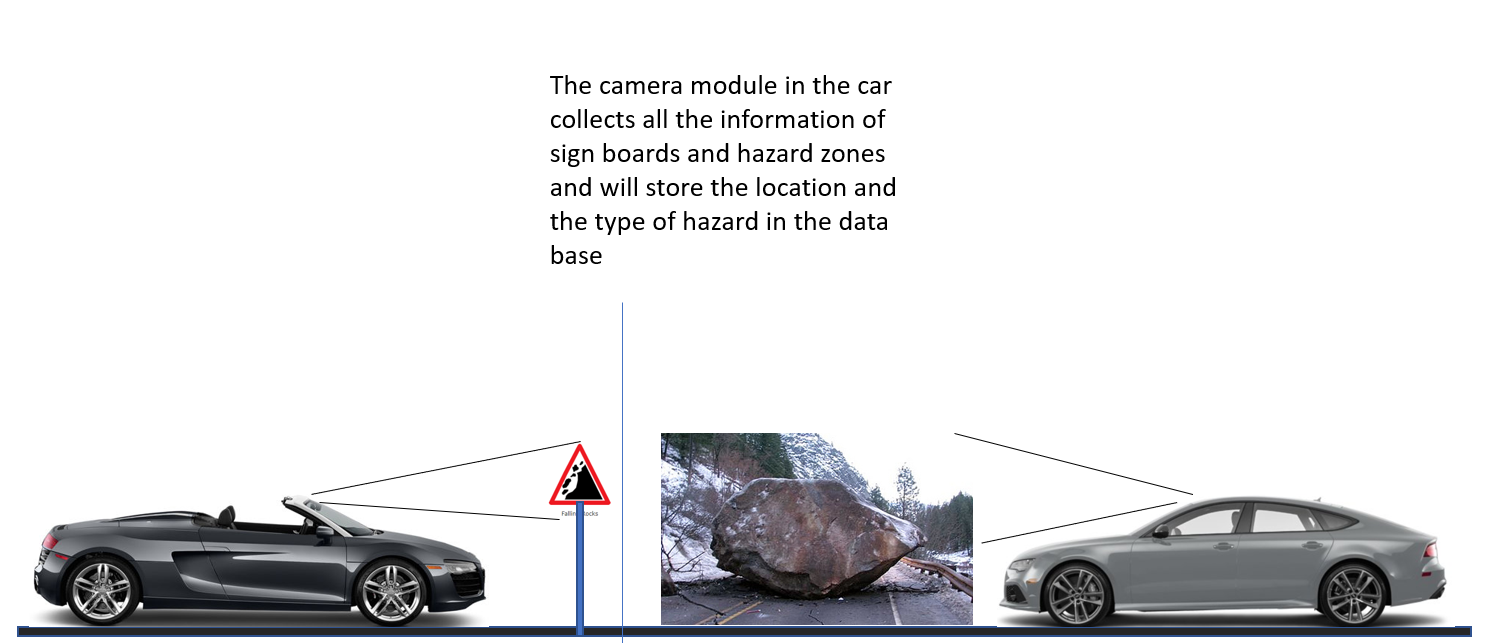 The camera module in the car
collects all the information of
sign boards and hazard zones
and will store the location and
the type of hazard in the data
base
Rocks